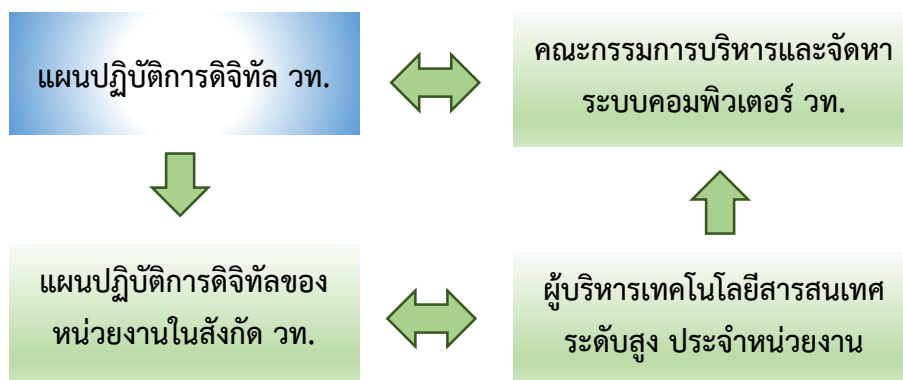 แผนปฏิบัติการดิจิทัล วท.
คณะกรรมการบริหารและจัดหา
ระบบคอมพิวเตอร์ วท.
แผนปฏิบัติการดิจิทัลของ
หน่วยงานในสังกัด วท.
ผู้บริหารเทคโนโลยีสารสนเทศ
ระดับสูง ประจำหน่วยงาน